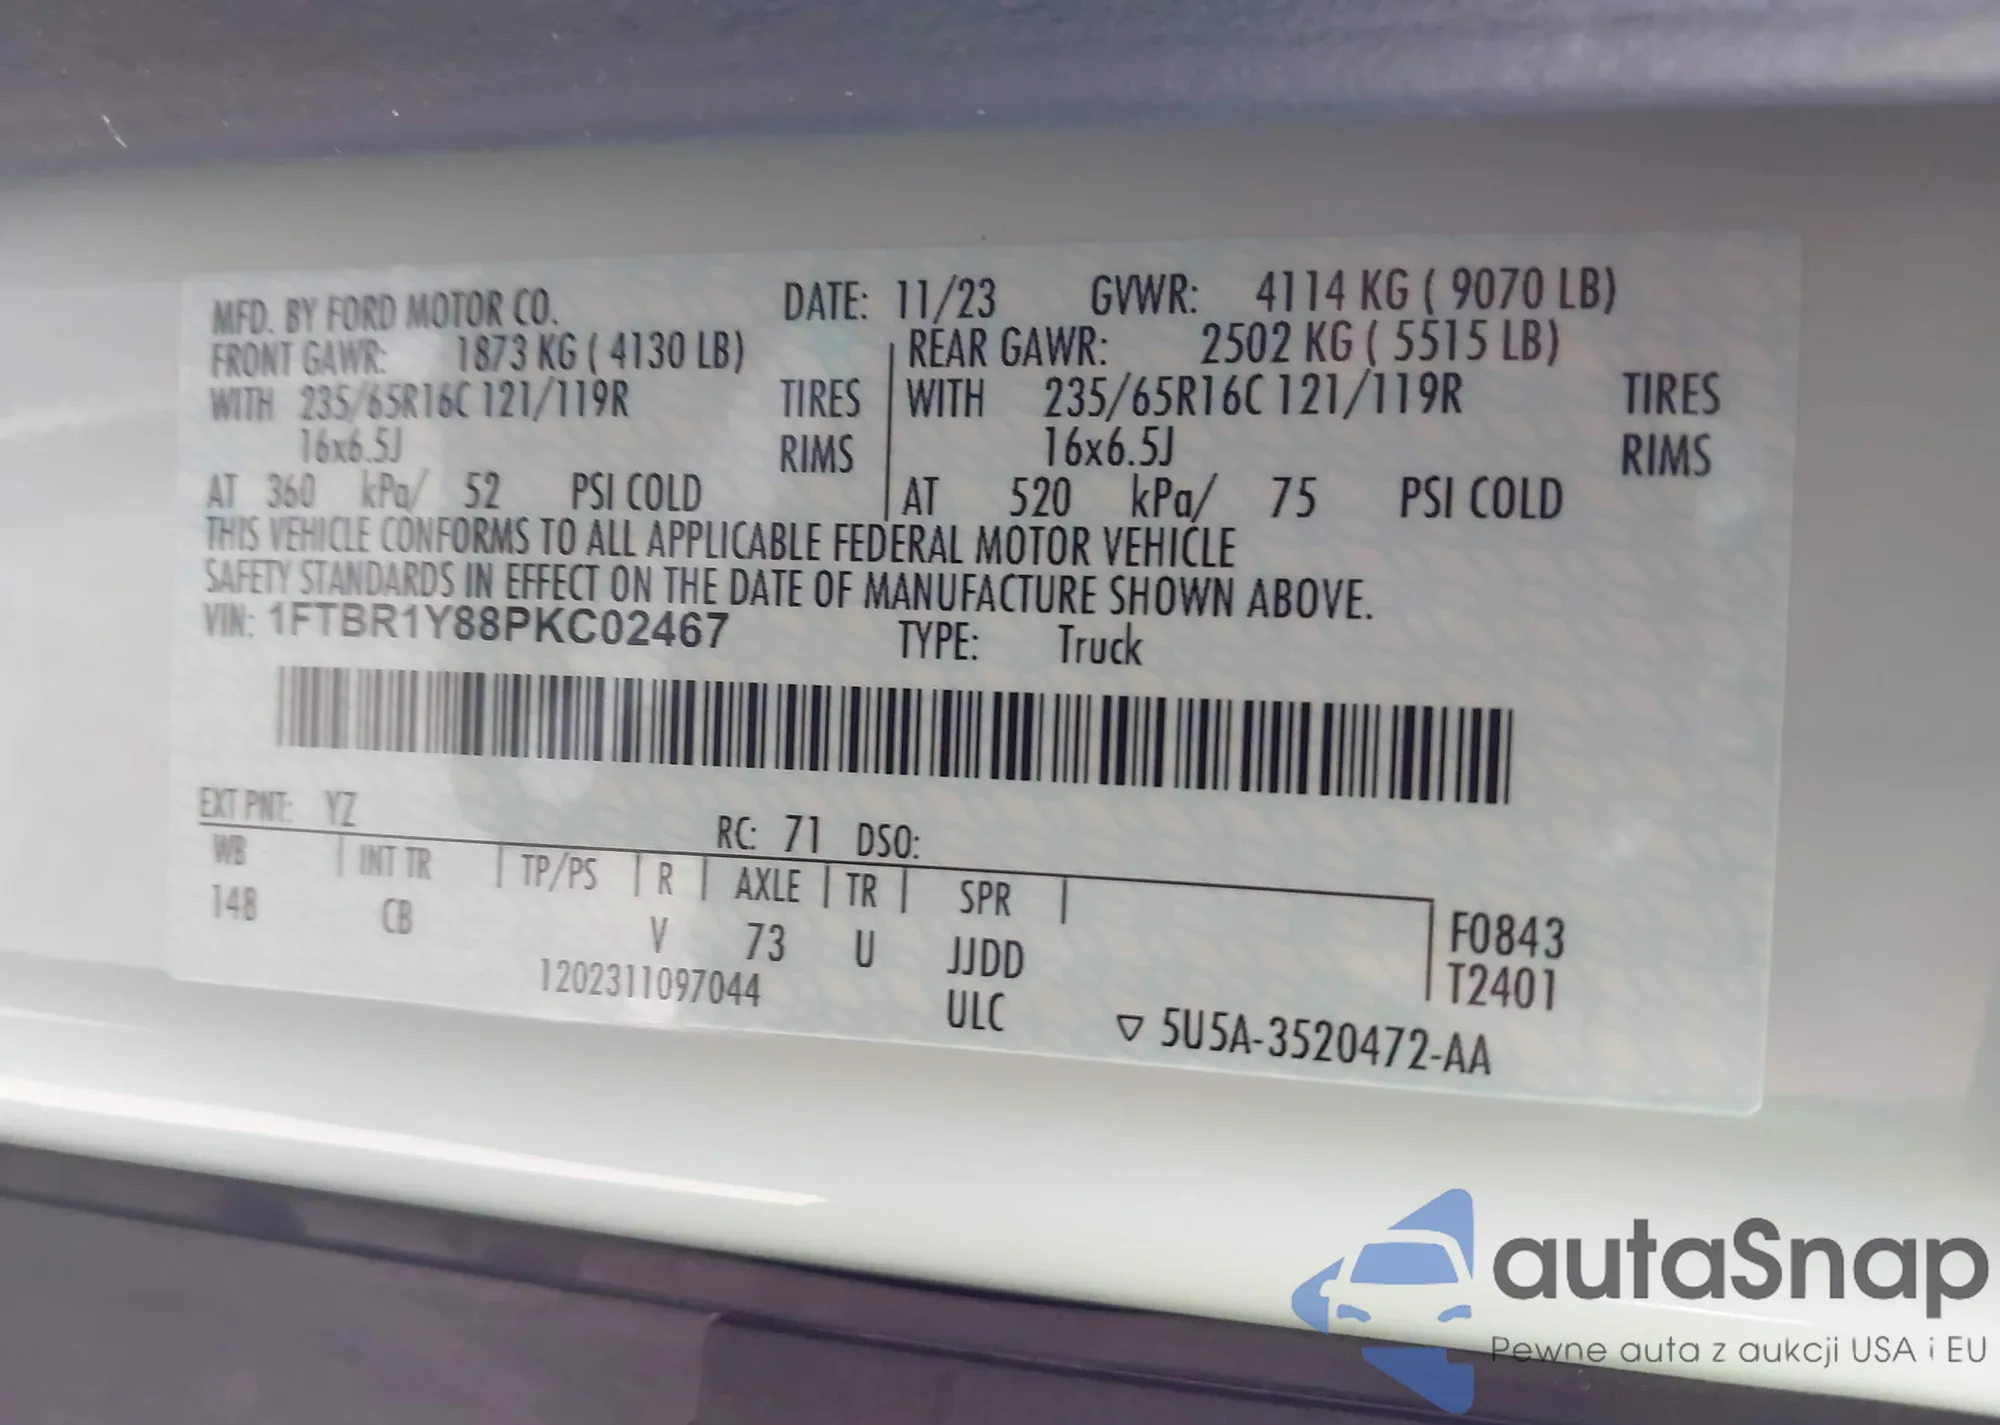 MFD. BY FORD MOTOR CO. DATE: 11/23 GVWR: 4114 KG ( 9070 LB)
FRONT GAWR: 1873 KG ( 4130 LB) REAR GAWR: 2502 KG ( 5515 LB)
WITH 235/65R16C 121/119R TIRES WITH 235/65R16C 121/119R TIRES
16x6.5J RIMS 16x6.5J RIMS
AT 360 kPa/ 52 PSI COLD AT 520 kPa/ 75 PSI COLD
THIS VEHICLE CONFORMS TO ALL APPLICABLE FEDERAL MOTOR VEHICLE
SAFETY STANDARDS IN EFFECT ON THE DATE OF MANUFACTURE SHOWN ABOVE.
VIN: 1FTBR1Y88PKC02467 TYPE: Truck
EXT PNT: YZ RC: 71 DSO:
WB INT TR TP/PS R AXLE TR SPR
148 CB V 73 U JJDD F0843
1202311097044 ULC T2401
▽ 5U5A-3520472-AA
autaSnap
Pewne auta z aukcji USA i EU